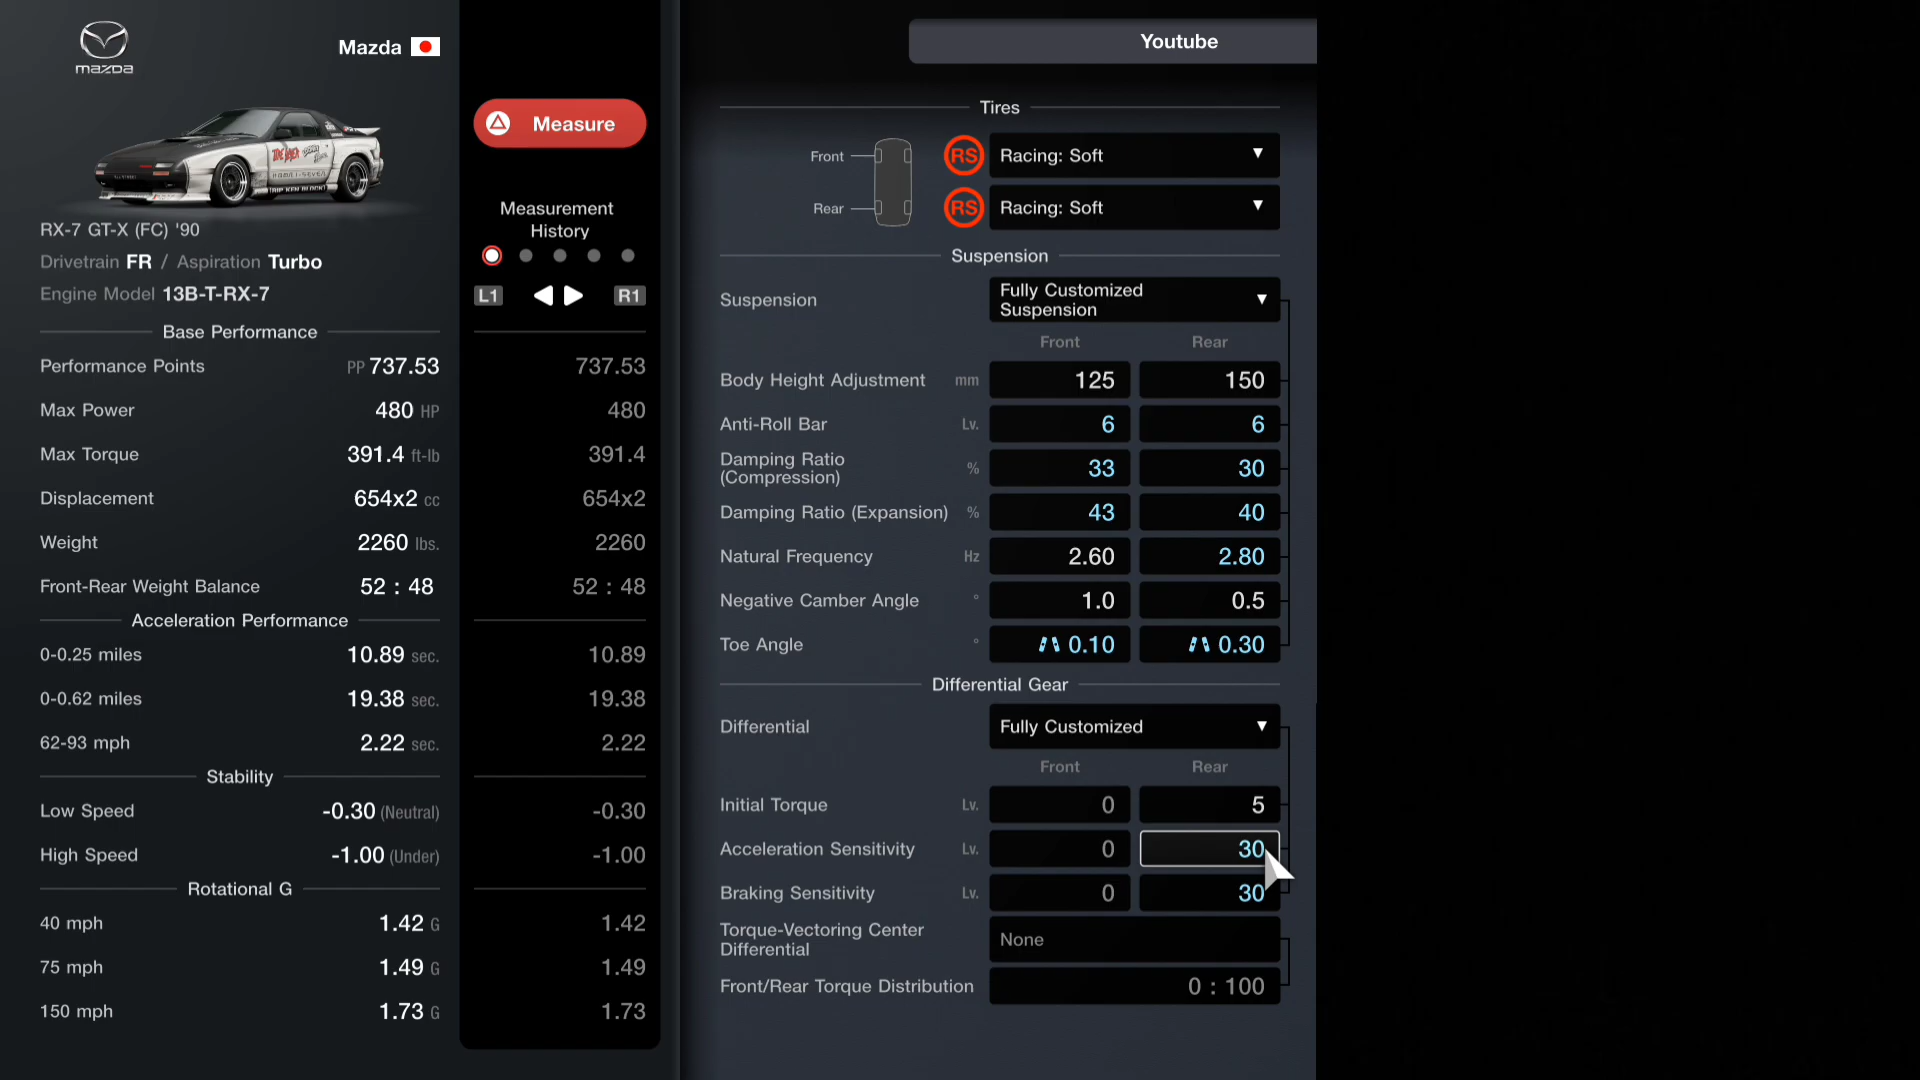 mazda
Mazda
RX-7 GT-X (FC) '90
Drivetrain FR / Aspiration Turbo
Engine Model 13B-T-RX-7
Base Performance
Performance Points PP 737.53
Max Power 480 HP
Max Torque 391.4 ft-lb
Displacement 654x2 cc
Weight 2260 lbs.
Front-Rear Weight Balance 52 : 48
Acceleration Performance
0-0.25 miles 10.89 sec.
0-0.62 miles 19.38 sec.
62-93 mph 2.22 sec.
Stability
Low Speed -0.30 (Neutral)
High Speed -1.00 (Under)
Rotational G
40 mph 1.42 G
75 mph 1.49 G
150 mph 1.73 G
Measure
Measurement
History
L1 R1
737.53
480
391.4
654x2
2260
52 : 48
10.89
19.38
2.22
-0.30
-1.00
1.42
1.49
1.73
Youtube
Tires
Front RS Racing: Soft
Rear RS Racing: Soft
Suspension
Suspension Fully Customized
Suspension
Front Rear
Body Height Adjustment mm 125 150
Anti-Roll Bar Lv. 6 6
Damping Ratio
(Compression) % 33 30
Damping Ratio (Expansion) % 43 40
Natural Frequency Hz 2.60 2.80
Negative Camber Angle ° 1.0 0.5
Toe Angle ° 0.10 0.30
Differential Gear
Differential Fully Customized
Front Rear
Initial Torque Lv. 0 5
Acceleration Sensitivity Lv. 0 30
Braking Sensitivity Lv. 0 30
Torque-Vectoring Center
Differential None
Front/Rear Torque Distribution 0 : 100